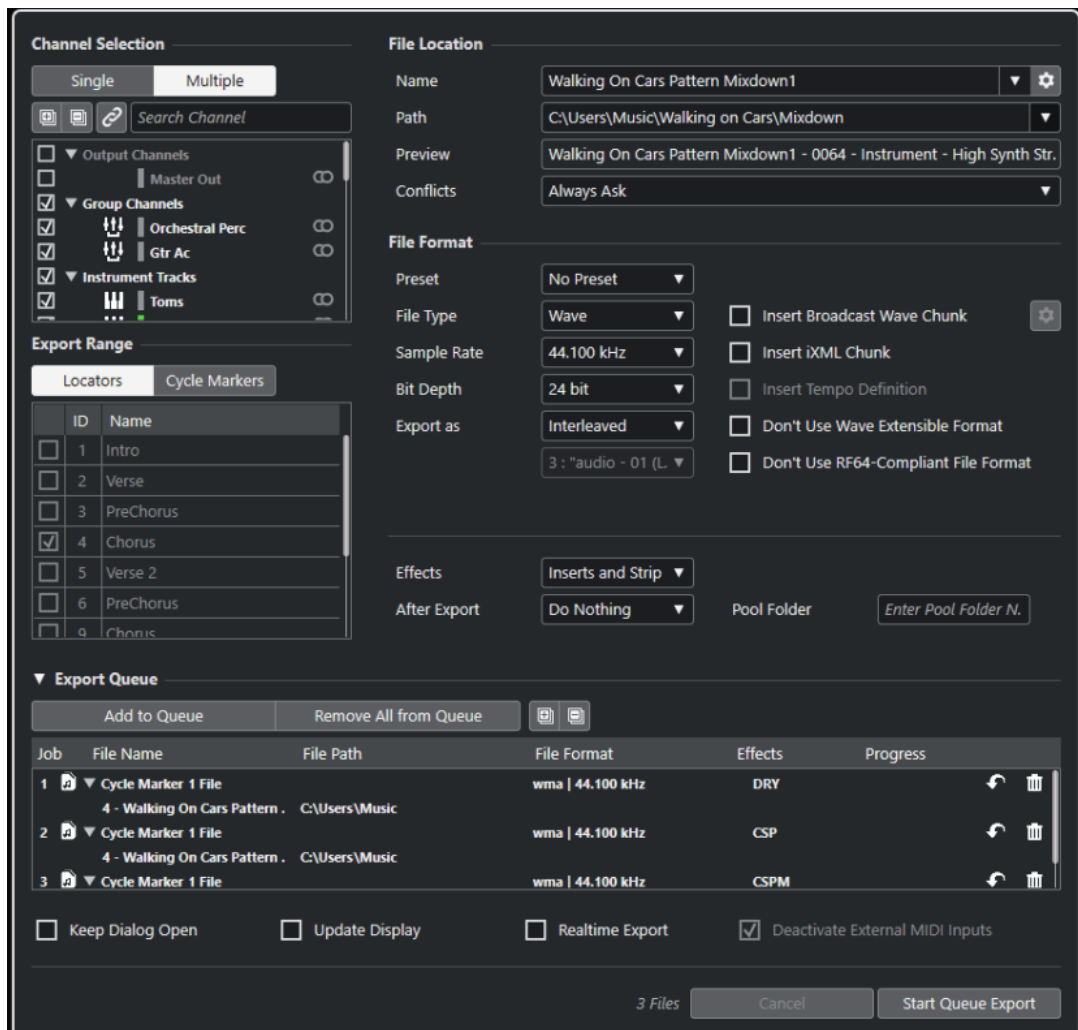 Channel Selection
Single
Multiple
Search Channel
Output Channels
Master Out
Group Channels
Orchestral Perc
Gtr Ac
Instrument Tracks
Toms
Export Range
Locators
Cycle Markers
ID Name
1 Intro
2 Verse
3 PreChorus
4 Chorus
5 Verse 2
6 PreChorus
9 Chorus
File Location
Name Walking On Cars Pattern Mixdown1
Path C:\Users\Music\Walking on Cars\Mixdown
Preview Walking On Cars Pattern Mixdown1 - 0064 - Instrument - High Synth Str.
Conflicts Always Ask
File Format
Preset No Preset
File Type Wave Insert Broadcast Wave Chunk
Sample Rate 44.100 kHz Insert iXML Chunk
Bit Depth 24 bit Insert Tempo Definition
Export as Interleaved Don't Use Wave Extensible Format
3 : "audio - 01 (L. Don't Use RF64-Compliant File Format
Effects Inserts and Strip
After Export Do Nothing Pool Folder Enter Pool Folder N.
Export Queue
Add to Queue Remove All from Queue
Job File Name File Path File Format Effects Progress
1 Cycle Marker 1 File wma | 44.100 kHz DRY
4 - Walking On Cars Pattern . C:\Users\Music
2 Cycle Marker 1 File wma | 44.100 kHz CSP
4 - Walking On Cars Pattern . C:\Users\Music
3 Cycle Marker 1 File wma | 44.100 kHz CSPM
Keep Dialog Open Update Display Realtime Export Deactivate External MIDI Inputs
3 Files Cancel Start Queue Export